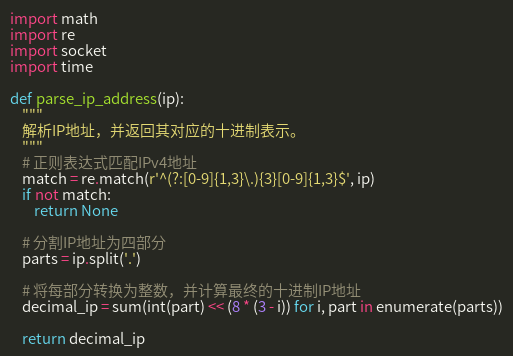 import math
import re
import socket
import time

def parse_ip_address(ip):
    """
    解析IP地址，并返回其对应的十进制表示。
    """
    # 正则表达式匹配IPv4地址
    match = re.match(r'^(?:[0-9]{1,3}\.){3}[0-9]{1,3}$', ip)
    if not match:
        return None

    # 分割IP地址为四部分
    parts = ip.split('.')

    # 将每部分转换为整数，并计算最终的十进制IP地址
    decimal_ip = sum(int(part) << (8 * (3 - i)) for i, part in enumerate(parts))

    return decimal_ip